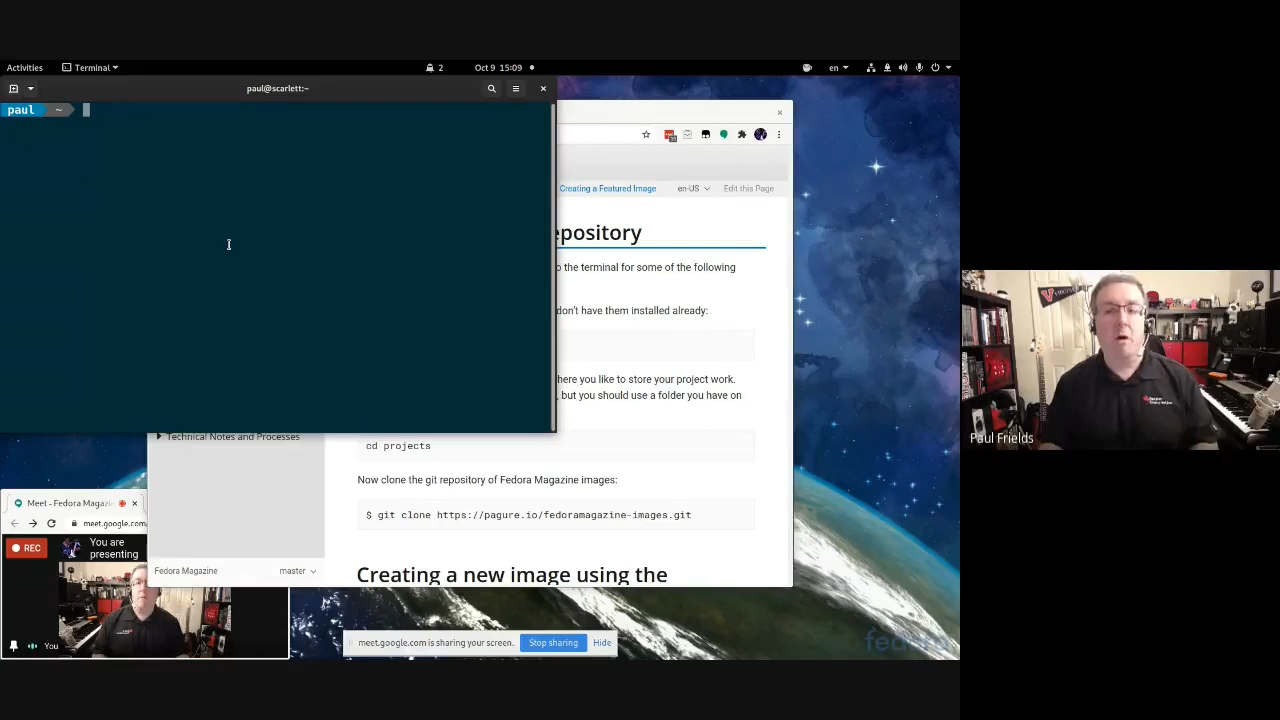 Activities
Terminal
2
Oct 9 15:09
en
paul@scarlett:~
paul ~
Creating a Featured Image
en-US
Edit this Page
epository
o the terminal for some of the following
don't have them installed already:
here you like to store your project work.
, but you should use a folder you have on
Technical Notes and Processes
cd projects
Now clone the git repository of Fedora Magazine images:
$ git clone https://pagure.io/fedoramagazine-images.git
Creating a new image using the
Fedora Magazine
master
Meet - Fedora Magazi
meet.google.com
REC
You are
presenting
You
meet.google.com is sharing your screen.
Stop sharing
Hide
fedora
Paul Frields